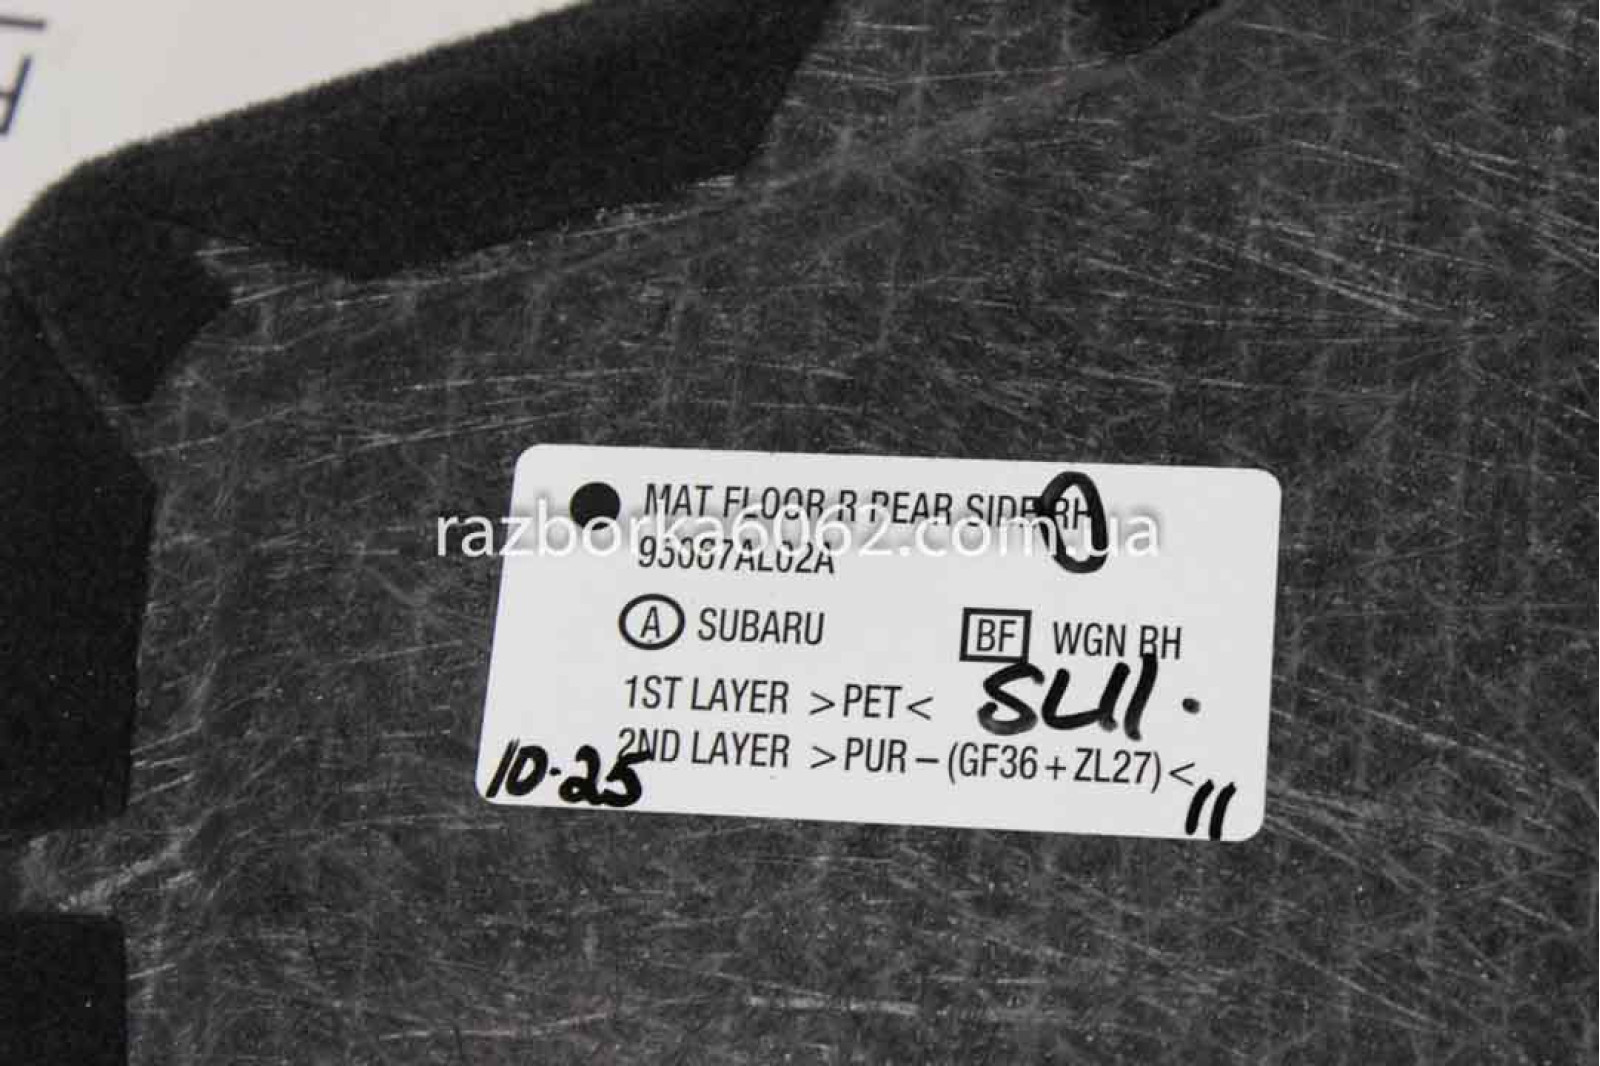 MAT FLOOR R REAR SIDE RH
razborka6062.com.ua
95087AL02A
A SUBARU BF WGN RH
1ST LAYER >PET< SUI.
2ND LAYER >PUR-(GF36+ZL27)<
10-25 11